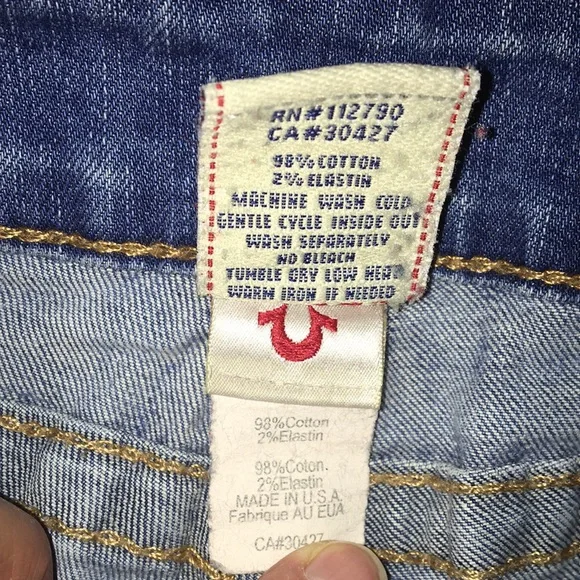 RN#112790
CA#30427
98%COTTON
2%ELASTIN
MACHINE WASH COLD
GENTLE CYCLE INSIDE OUT
WASH SEPARATELY
NO BLEACH
TUMBLE DRY LOW HEAT
WARM IRON IF NEEDED
98%Cotton
2%Elastin
98%Coton.
2%Elastin
MADE IN U.S.A
Fabriqué AU EUA
CA#30427